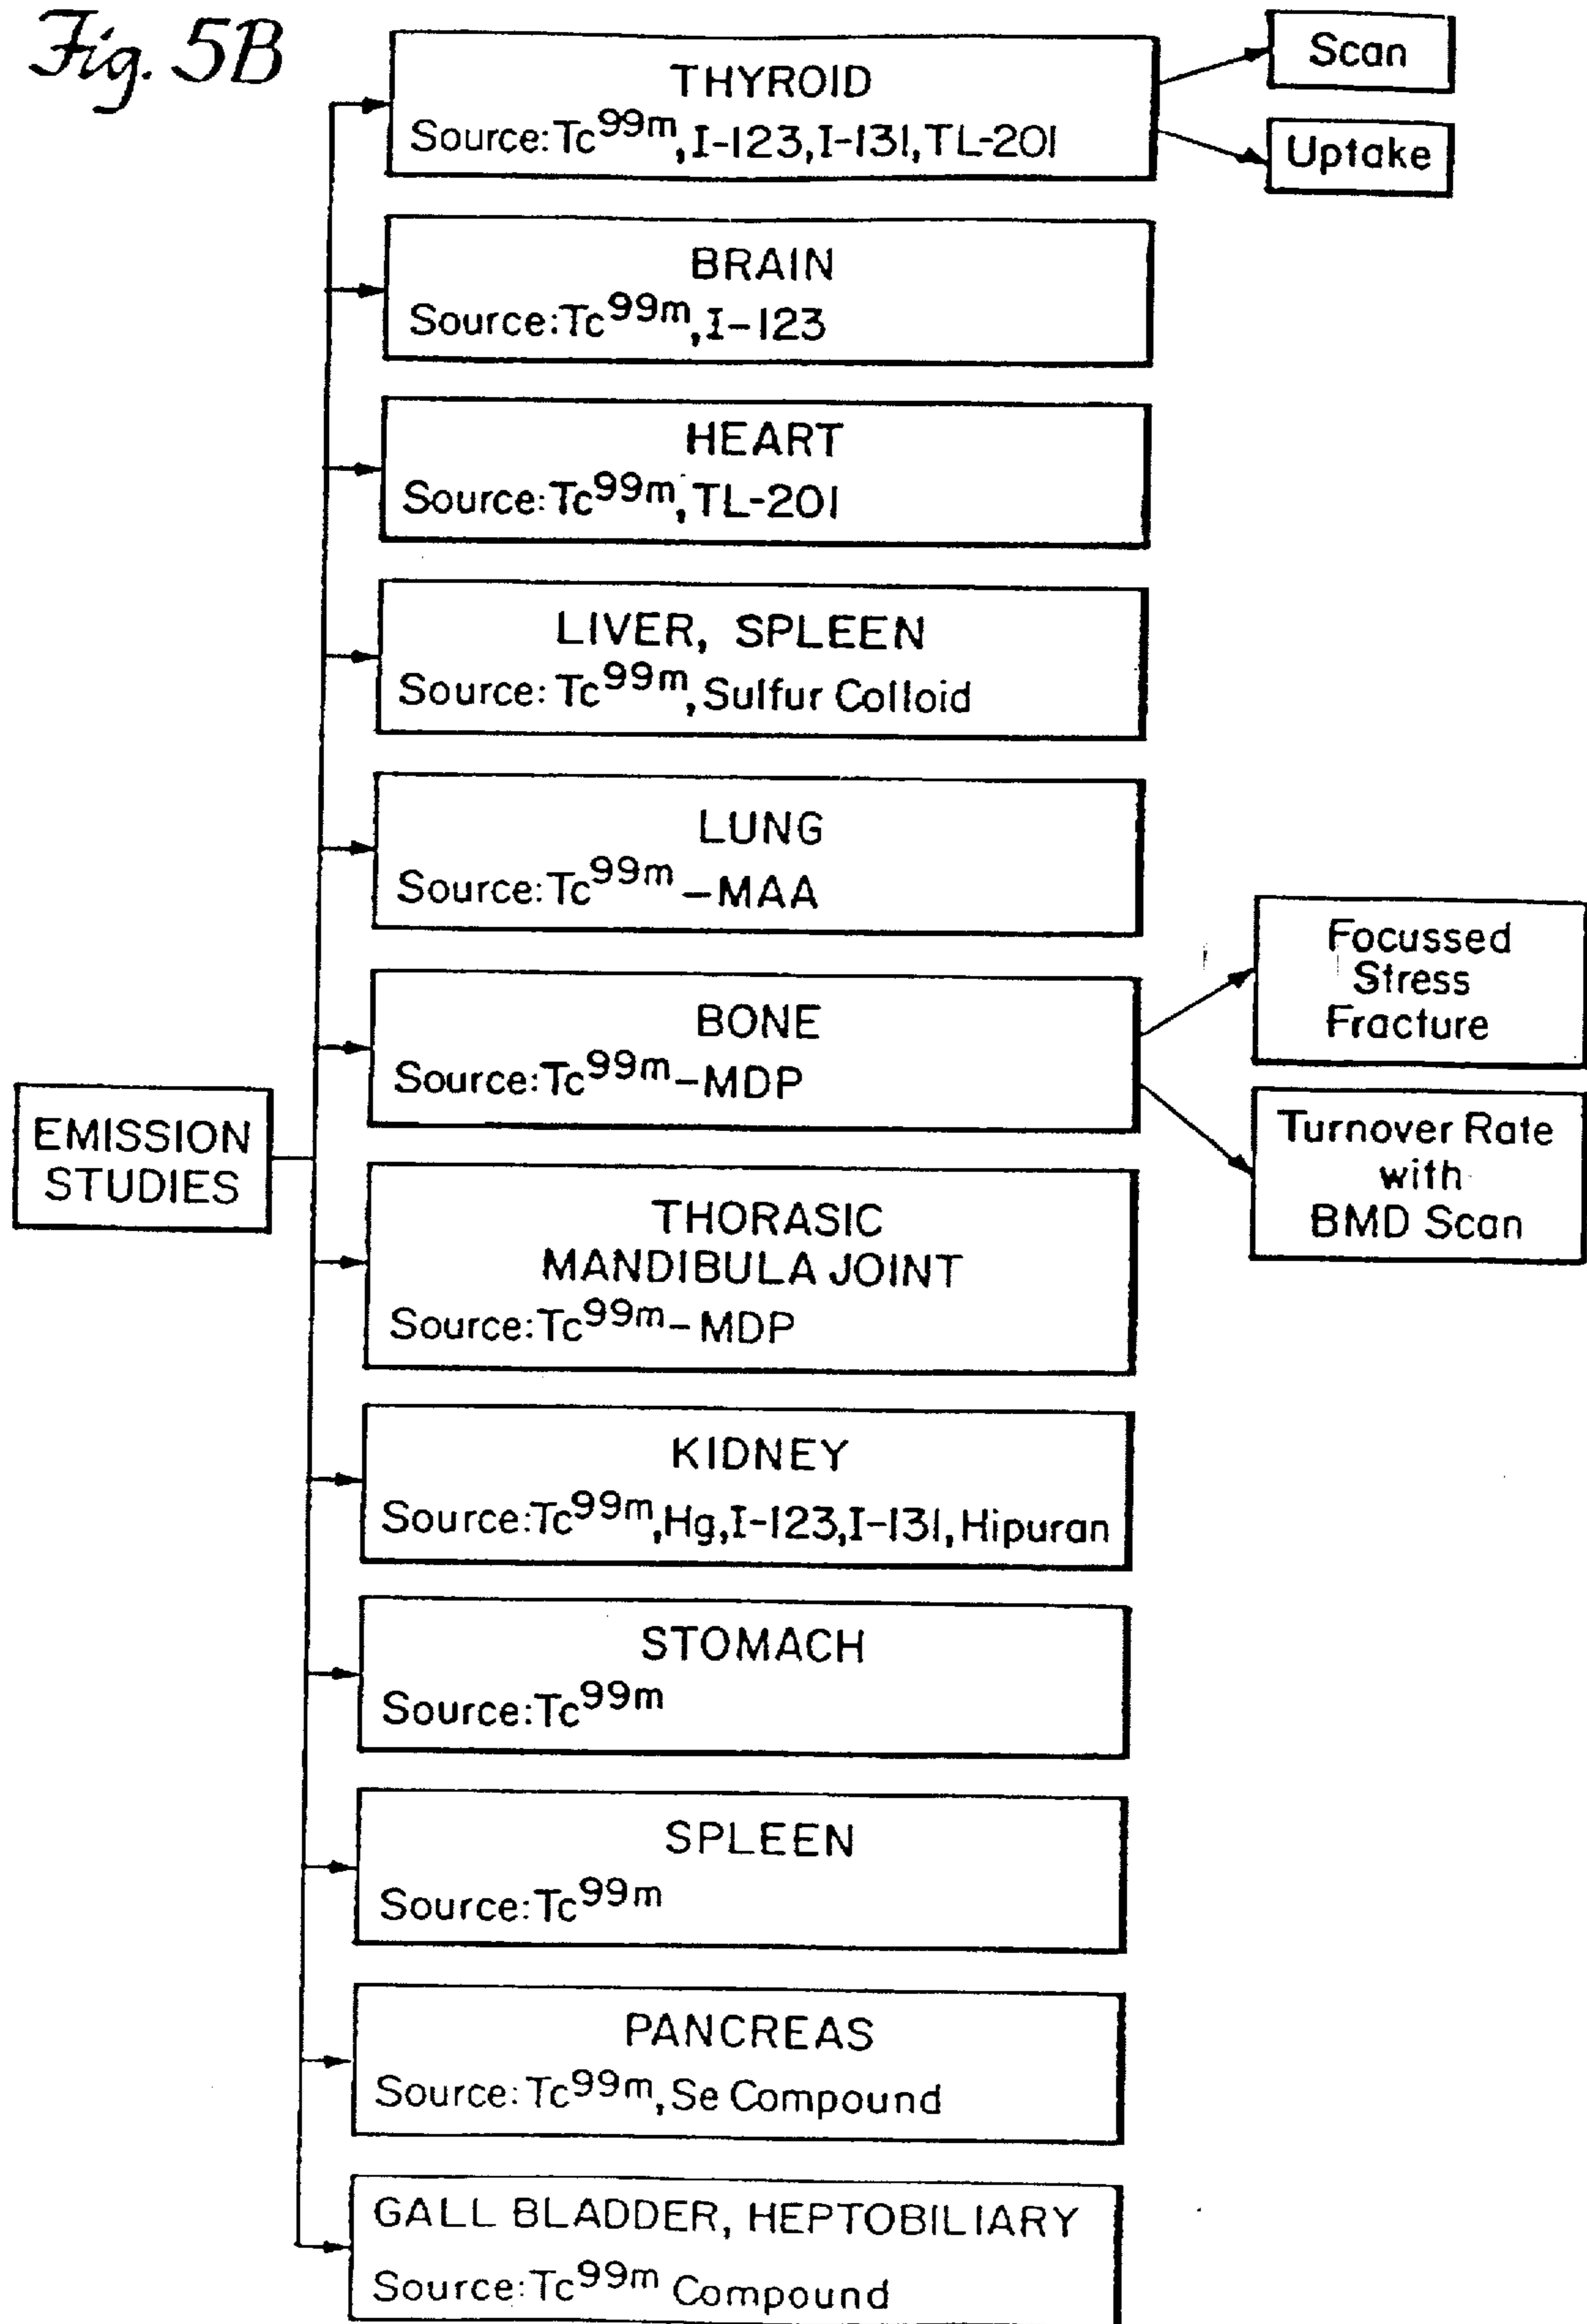 Fig. 5B
THYROID
Source: Tc99m, I-123, I-131, TL-201
Scan
Uptake
BRAIN
Source: Tc99m, I-123
HEART
Source: Tc99m, TL-201
LIVER, SPLEEN
Source: Tc99m, Sulfur Colloid
LUNG
Source: Tc99m-MAA
BONE
Source: Tc99m-MDP
Focussed
Stress
Fracture
Turnover Rate
with
BMD Scan
EMISSION
STUDIES
THORASIC
MANDIBULA JOINT
Source: Tc99m-MDP
KIDNEY
Source: Tc99m, Hg, I-123, I-131, Hipuran
STOMACH
Source: Tc99m
SPLEEN
Source: Tc99m
PANCREAS
Source: Tc99m, Se Compound
GALL BLADDER, HEPTOBILIARY
Source: Tc99m Compound